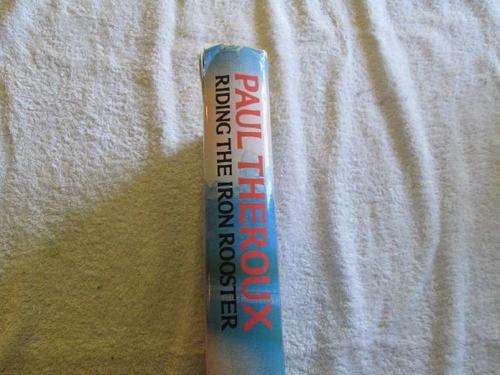 PAUL THEROUX
RIDING THE IRON ROOSTER